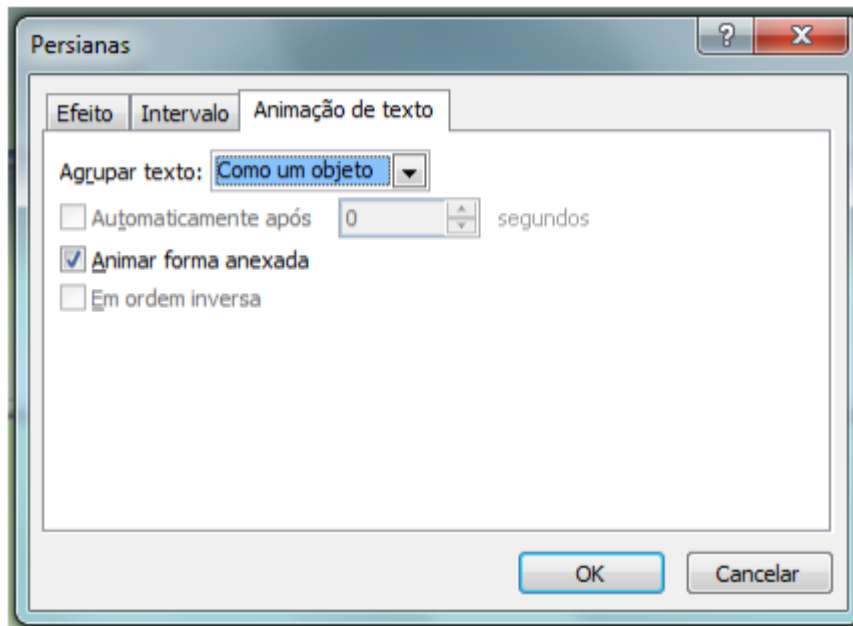 Persianas
Efeito Intervalo Animação de texto
Agrupar texto: Como um objeto
Automaticamente após 0 segundos
Animar forma anexada
Em ordem inversa
OK Cancelar